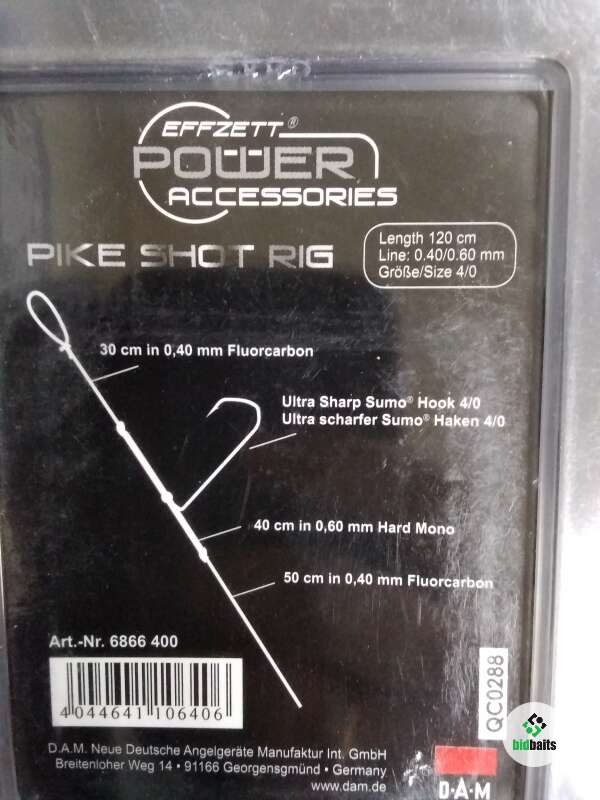 EFFZETT®
POWER
ACCESSORIES
PIKE SHOT RIG
Length 120 cm
Line: 0.40/0.60 mm
Größe/Size 4/0
30 cm in 0,40 mm Fluorcarbon
Ultra Sharp Sumo® Hook 4/0
Ultra scharfer Sumo® Haken 4/0
40 cm in 0,60 mm Hard Mono
50 cm in 0,40 mm Fluorcarbon
Art.-Nr. 6866 400
4 044641 106406
QC0288
D.A.M. Neue Deutsche Angelgeräte Manufaktur Int. GmbH
Breitenloher Weg 14 • 91166 Georgensgmünd • Germany
www.dam.de
D·A·M
bidbaits